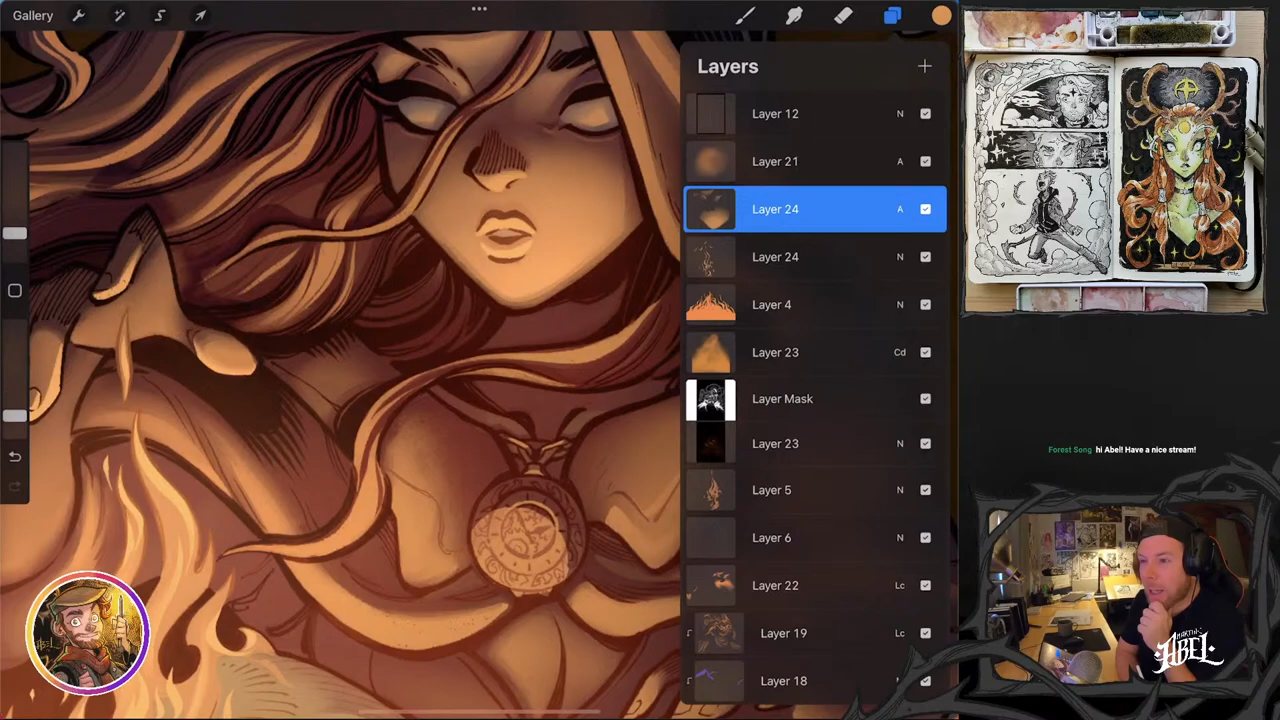 Gallery
Layers
Layer 12 N
Layer 21 A
Layer 24 A
Layer 24 N
Layer 4 N
Layer 23 Cd
Layer Mask
Layer 23 N
Layer 5 N
Layer 6 N
Layer 22 Lc
Layer 19 Lc
Layer 18
Forest Song hi Abel! Have a nice stream!
MARTIN
ABEL